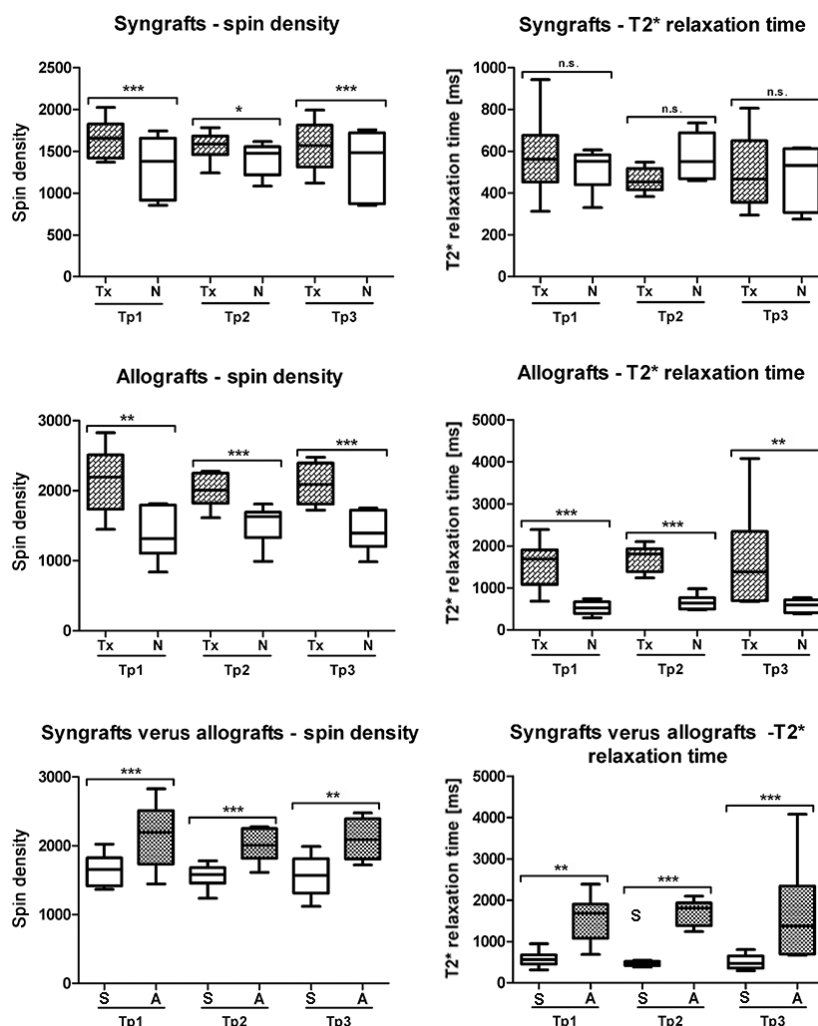 Syngrafts - spin density
Spin density
2500
2000
1500
1000
500
0
***
*
***
Tx N Tx N Tx N
Tp1 Tp2 Tp3
Syngrafts - T2* relaxation time
T2* relaxation time [ms]
1000
800
600
400
200
0
n.s.
n.s.
n.s.
Tx N Tx N Tx N
Tp1 Tp2 Tp3
Allografts - spin density
Spin density
3000
2000
1000
0
**
***
***
Tx N Tx N Tx N
Tp1 Tp2 Tp3
Allografts - T2* relaxation time
T2* relaxation time [ms]
5000
4000
3000
2000
1000
0
***
***
**
Tx N Tx N Tx N
Tp1 Tp2 Tp3
Syngrafts verus allografts - spin density
Spin density
3000
2000
1000
0
***
***
**
S A S A S A
Tp1 Tp2 Tp3
Syngrafts verus allografts -T2*
relaxation time
T2* relaxation time [ms]
5000
4000
3000
2000
1000
0
**
***
***
S
S A S A S A
Tp1 Tp2 Tp3